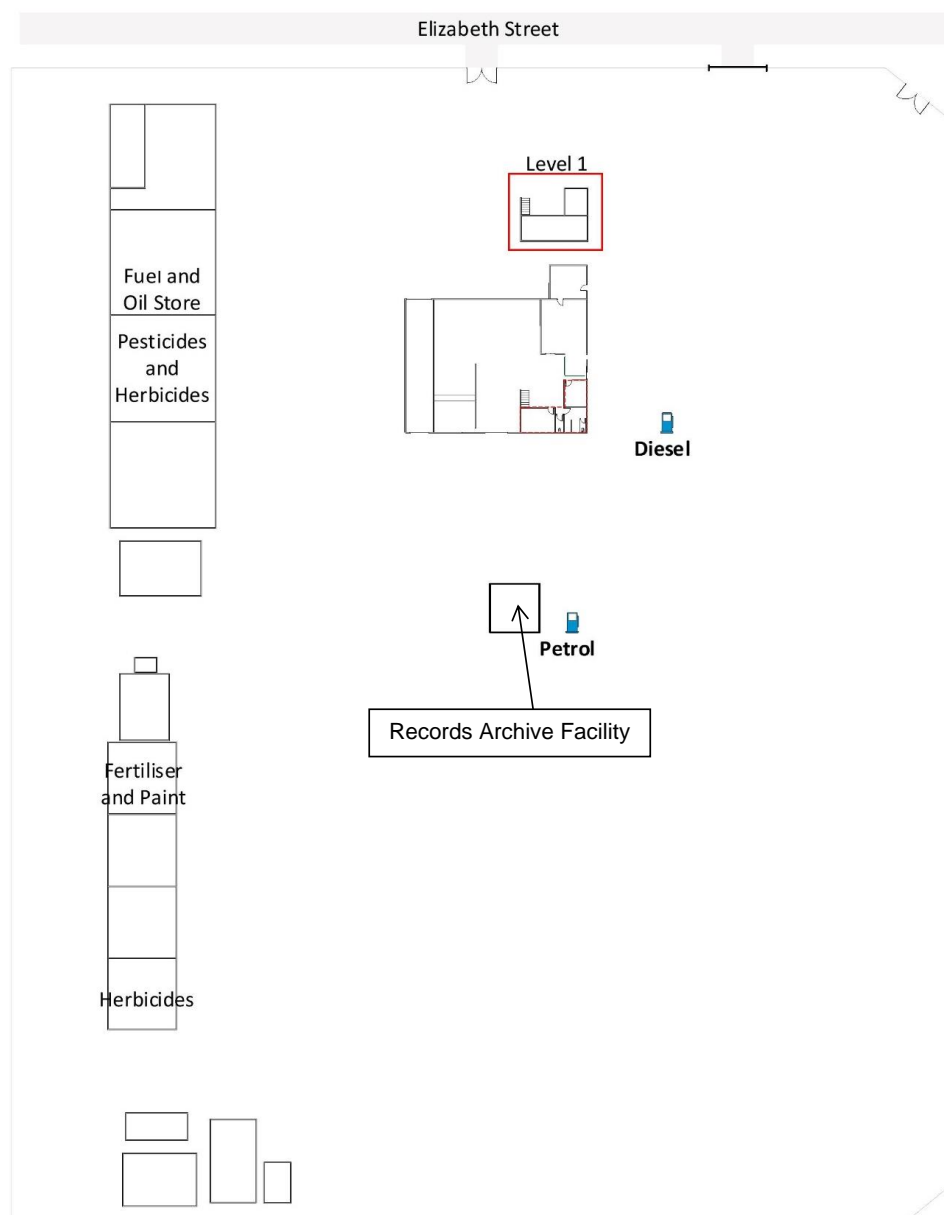 Elizabeth Street
Level 1
Fuel and
Oil Store
Pesticides
and
Herbicides
Diesel
Petrol
Records Archive Facility
Fertiliser
and Paint
Herbicides